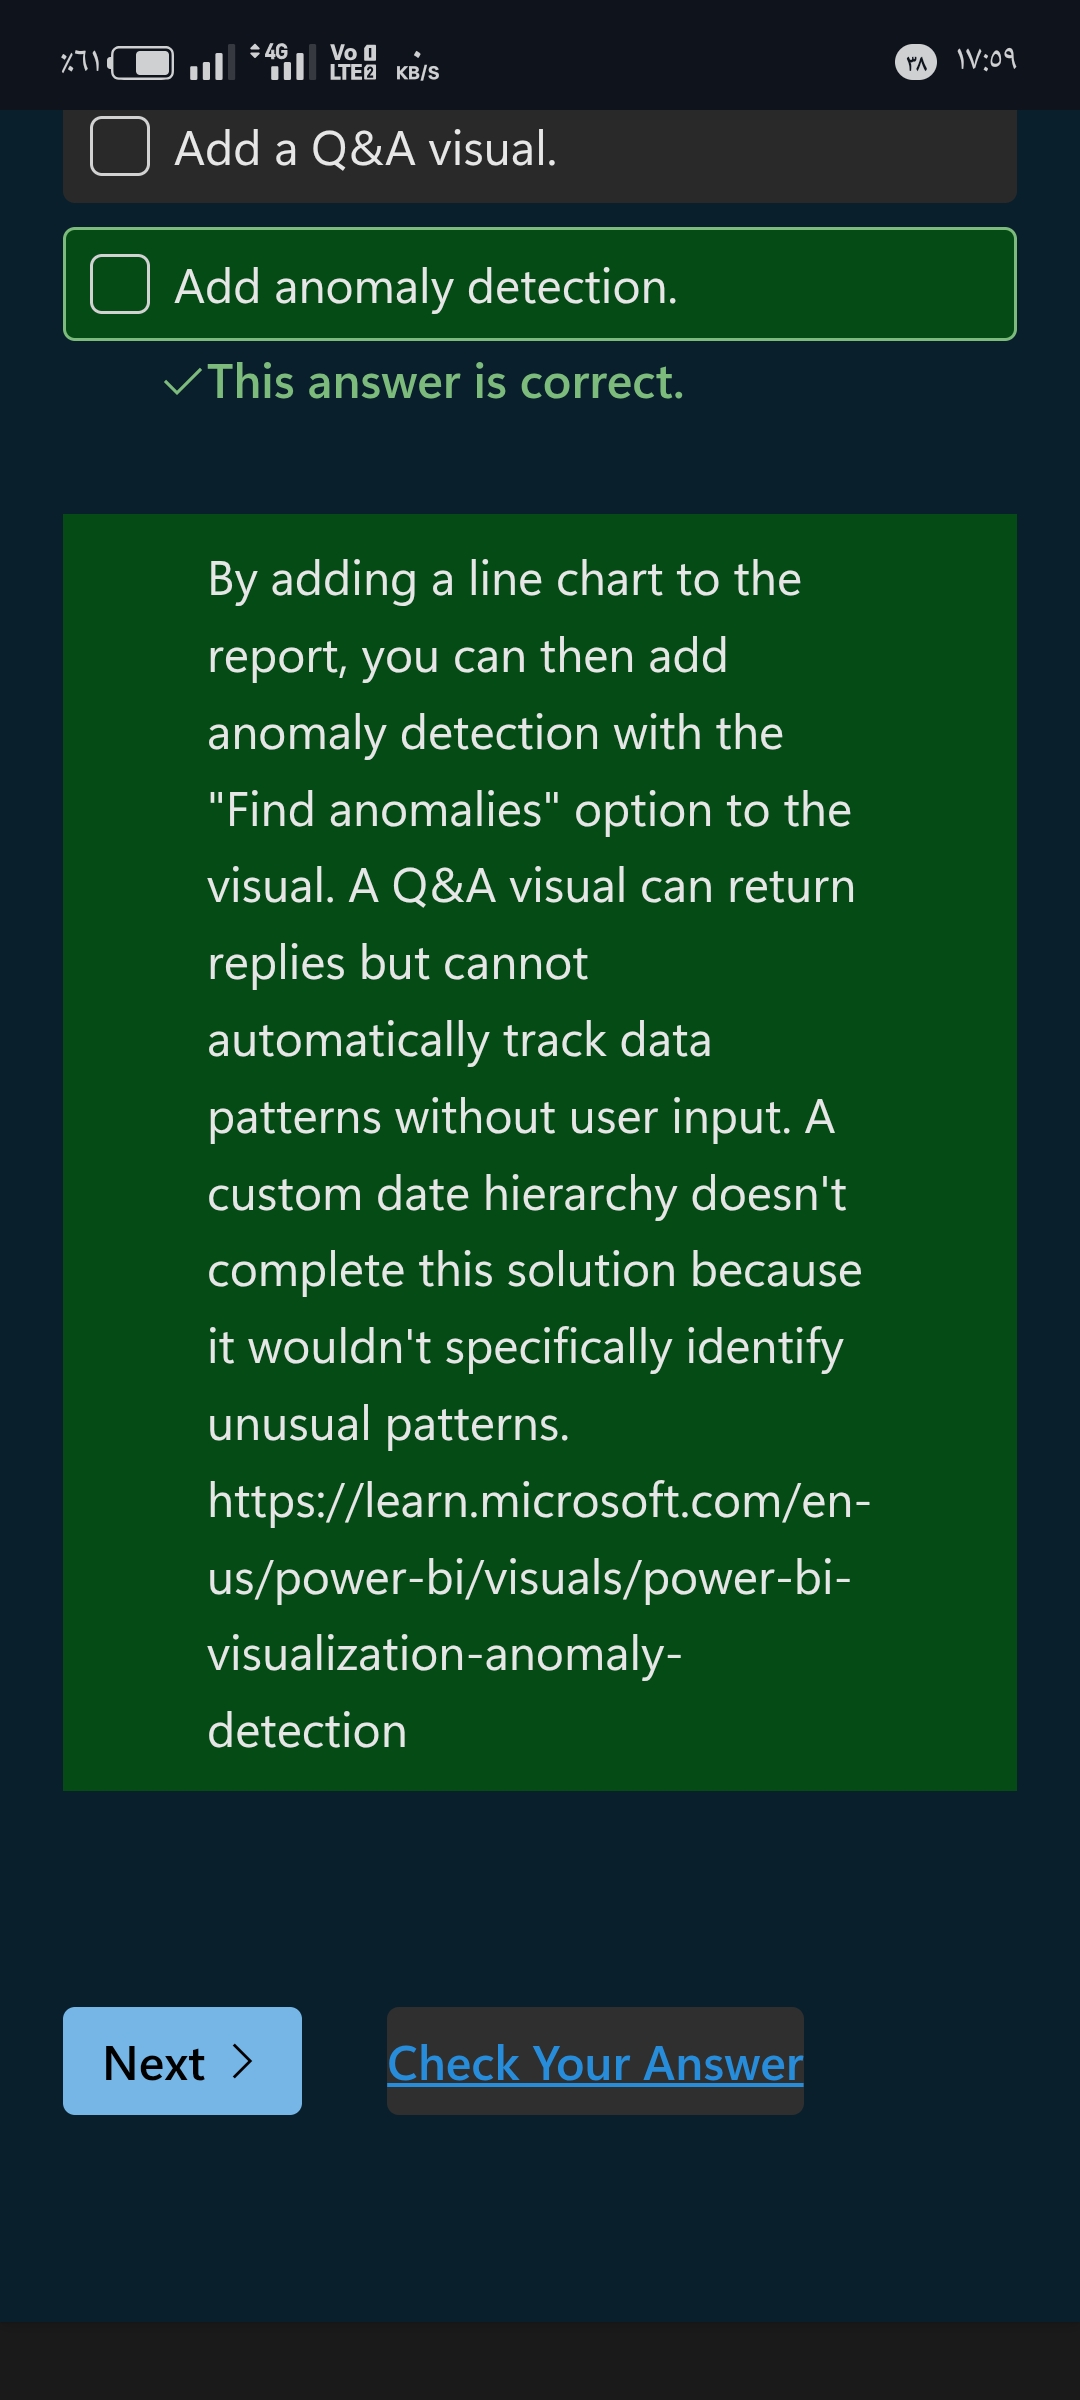 ٪٦١ 4G Vo 1 LTE 2 ٠ KB/S ٣٨ ١٧:٥٩
Add a Q&A visual.
Add anomaly detection.
This answer is correct.
By adding a line chart to the
report, you can then add
anomaly detection with the
"Find anomalies" option to the
visual. A Q&A visual can return
replies but cannot
automatically track data
patterns without user input. A
custom date hierarchy doesn't
complete this solution because
it wouldn't specifically identify
unusual patterns.
https://learn.microsoft.com/en-
us/power-bi/visuals/power-bi-
visualization-anomaly-
detection
Next
Check Your Answer